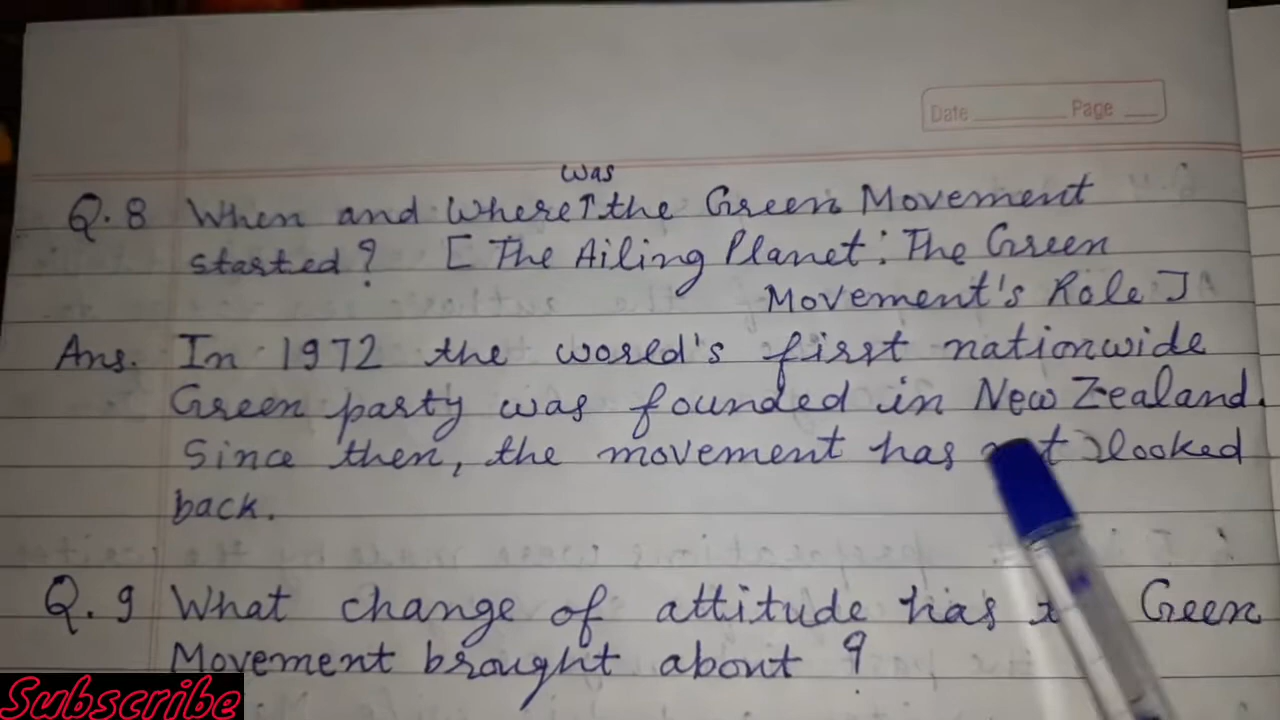 Date Page
was
Q.8 When and where↑the Green Movement
started? [The Ailing Planet: The Green
Movement's Role]
Ans. In 1972 the world's first nationwide
Green party was founded in New Zealand.
Since then, the movement has looked
back.
Q.9 What change of attitude has Green
Movement brought about ?
Subscribe